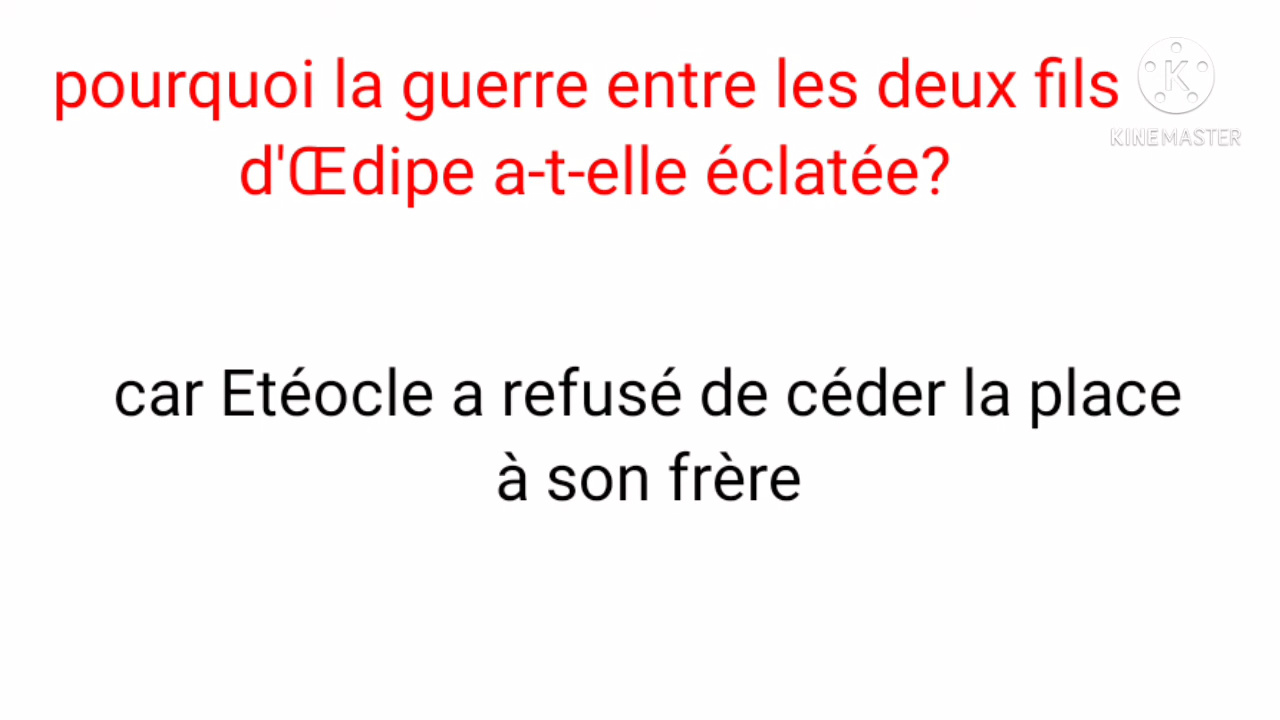 pourquoi la guerre entre les deux fils
d'Œdipe a-t-elle éclatée?
KINEMASTER
car Etéocle a refusé de céder la place
à son frère